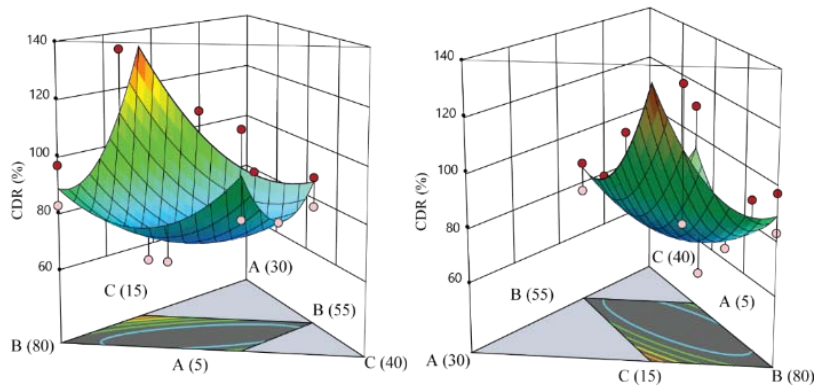 140
120
100
80
60
CDR (%)
A (30)
C (15)
B (55)
B (80)
A (5)
C (40)
140
120
100
80
60
CDR (%)
C (40)
B (55)
A (5)
A (30)
C (15)
B (80)